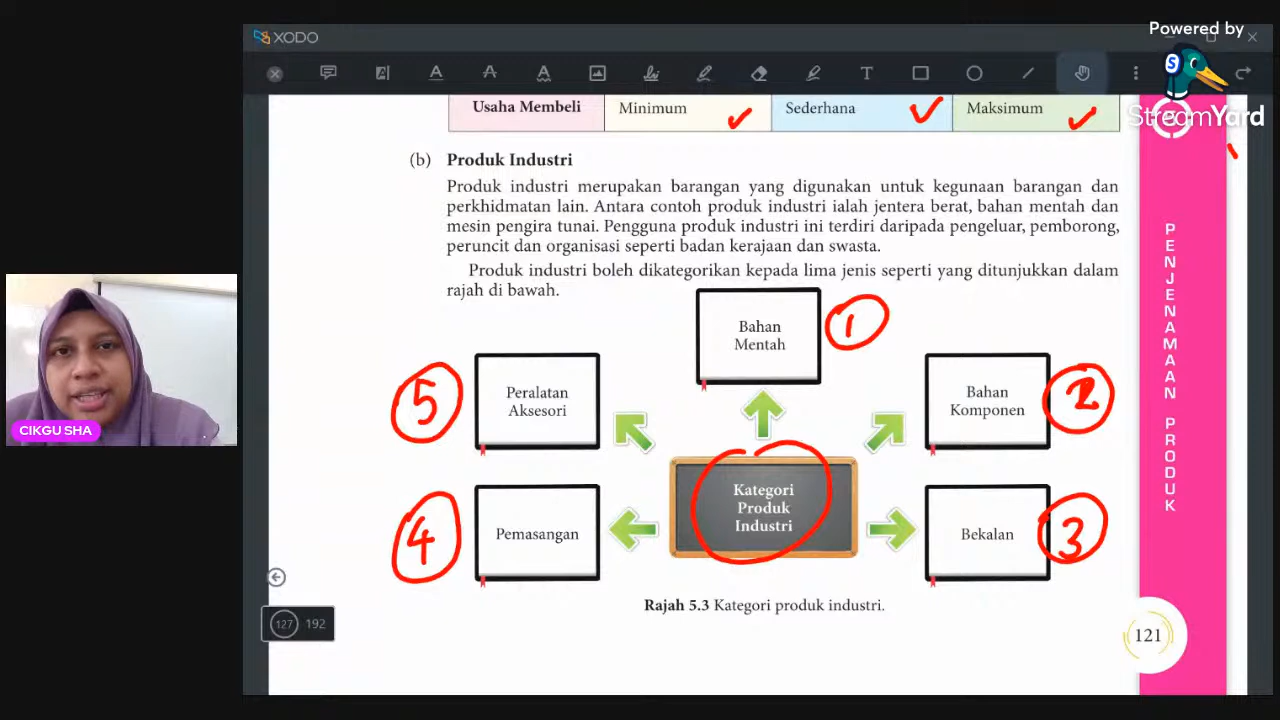 Powered by
StreamYard
XODO
Usaha Membeli
Minimum
Sederhana
Maksimum
(b) Produk Industri
Produk industri merupakan barangan yang digunakan untuk kegunaan barangan dan
perkhidmatan lain. Antara contoh produk industri ialah jentera berat, bahan mentah dan
mesin pengira tunai. Pengguna produk industri ini terdiri daripada pengeluar, pemborong,
peruncit dan organisasi seperti badan kerajaan dan swasta.
Produk industri boleh dikategorikan kepada lima jenis seperti yang ditunjukkan dalam
rajah di bawah.
Bahan
Mentah
1
Peralatan
Aksesori
5
Bahan
Komponen
2
Kategori
Produk
Industri
Pemasangan
4
Bekalan
3
Rajah 5.3 Kategori produk industri.
CIKGU SHA
127 192
PENJENAMAAN PRODUK
121